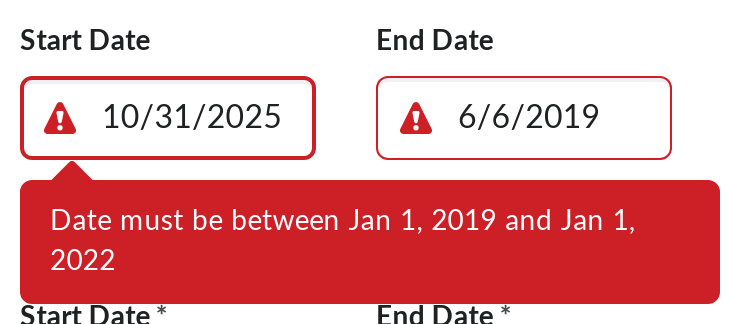 Start Date
End Date
10/31/2025
6/6/2019
Date must be between Jan 1, 2019 and Jan 1,
2022
Start Date *
End Date *